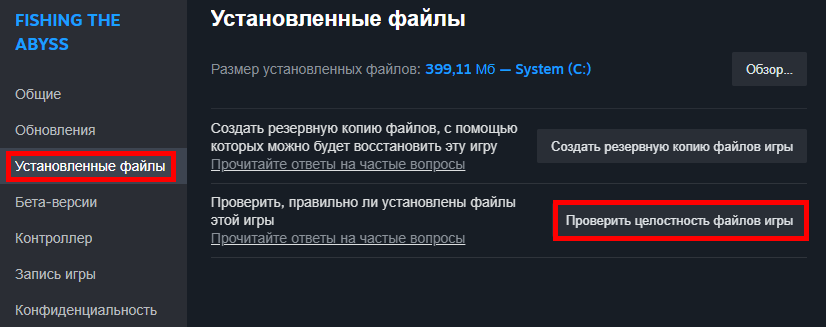 FISHING THE
ABYSS
Общие
Обновления
Установленные файлы
Бета-версии
Контроллер
Запись игры
Конфиденциальность
Установленные файлы
Размер установленных файлов: 399,11 Мб — System (C:)
Обзор...
Создать резервную копию файлов, с помощью
которых можно будет восстановить эту игру
Прочитайте ответы на частые вопросы
Создать резервную копию файлов игры
Проверить, правильно ли установлены файлы
этой игры
Прочитайте ответы на частые вопросы
Проверить целостность файлов игры